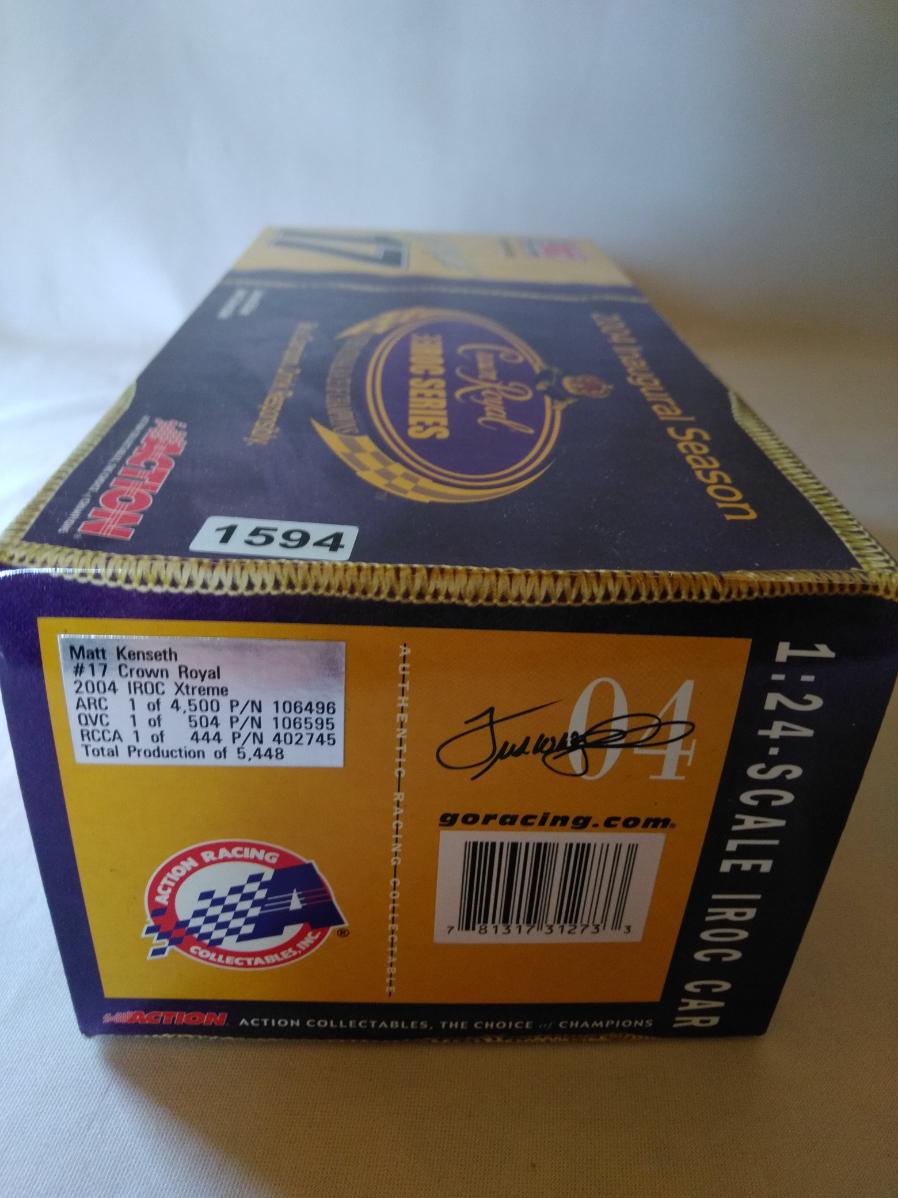 17
2004 Inaugural Season
Crown Royal
IROC SERIES
ACTION
1594
Matt Kenseth
#17 Crown Royal
2004 IROC Xtreme
ARC 1 of 4,500 P/N 106496
QVC 1 of 504 P/N 106595
RCCA 1 of 444 P/N 402745
Total Production of 5,448
AUTHENTIC RACING COLLECTABLE
04
goracing.com®
7 81317 31273 3
ACTION RACING
COLLECTABLES, INC.®
1:24-SCALE IROC CAR
ACTION. ACTION COLLECTABLES, THE CHOICE of CHAMPIONS